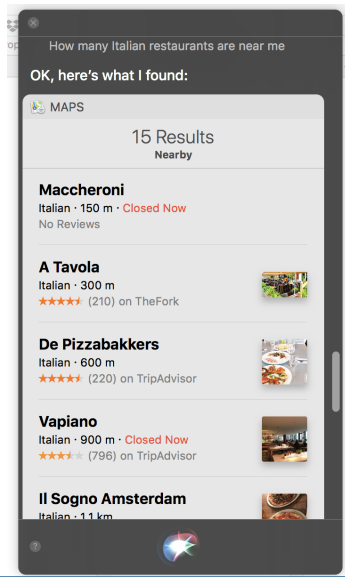 How many Italian restaurants are near me
OK, here's what I found:
MAPS
15 Results
Nearby
Maccheroni
Italian · 150 m · Closed Now
No Reviews
A Tavola
Italian · 300 m
(210) on TheFork
De Pizzabakkers
Italian · 600 m
(220) on TripAdvisor
Vapiano
Italian · 900 m · Closed Now
(796) on TripAdvisor
Il Sogno Amsterdam
Italian · 1.1 km
?